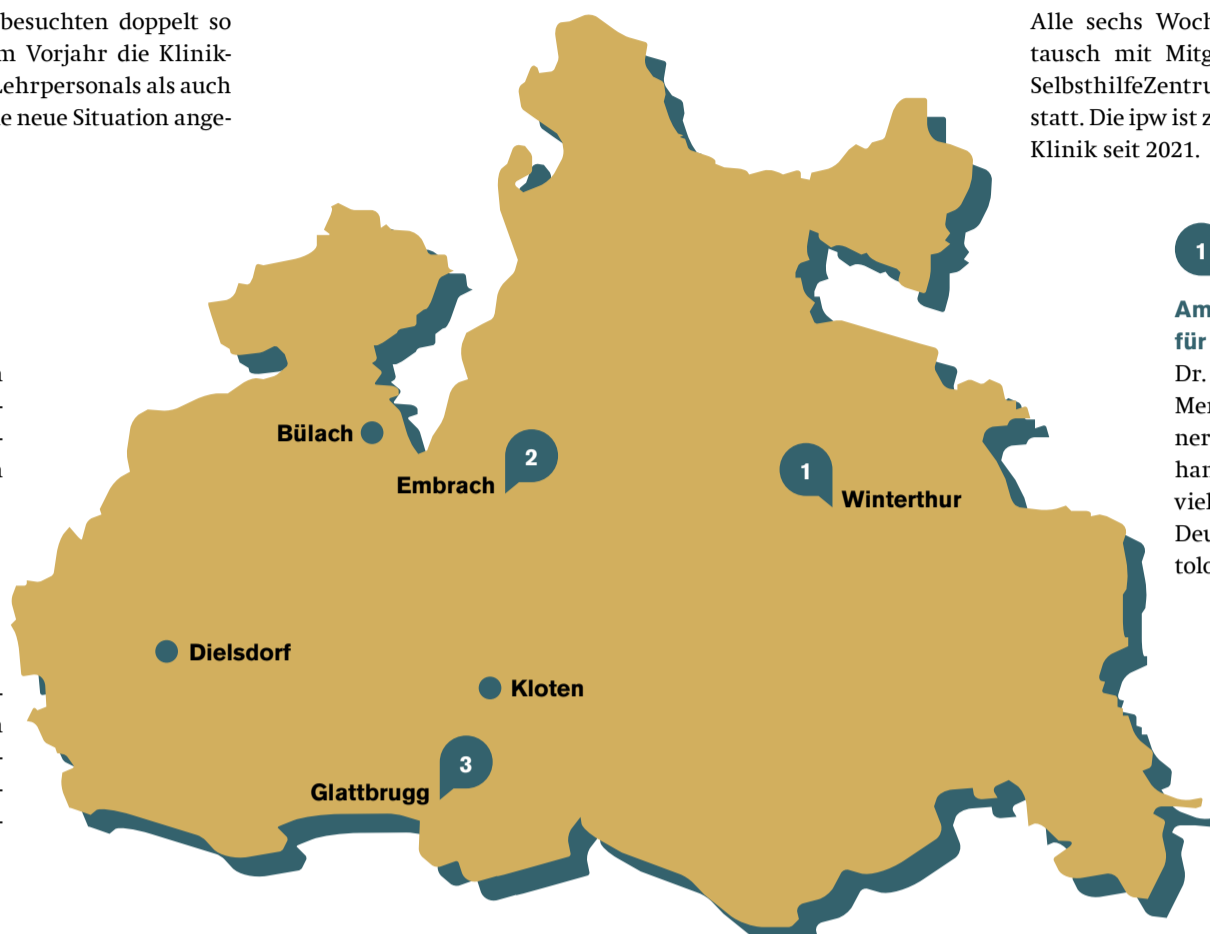 besuchten doppelt so
m Vorjahr die Klinik-
Lehrpersonals als auch
e neue Situation ange-
n
-
-
n
-
n
-
-
-
Bülach
Embrach
2
1
Winterthur
Dielsdorf
Kloten
3
Glattbrugg
Alle sechs Woch
tausch mit Mitg
SelbsthilfeZentru
statt. Die ipw ist z
Klinik seit 2021.
1
Am
für
Dr.
Mer
ner
han
viel
Deu
tolo